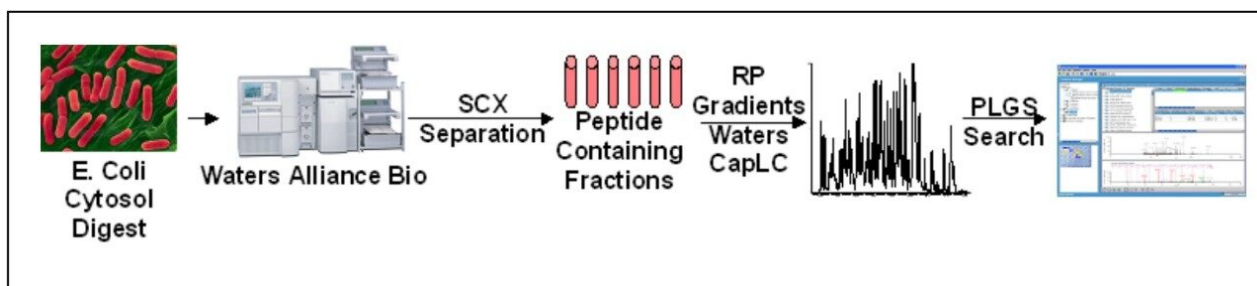 E. Coli
Cytosol
Digest
Waters Alliance Bio
SCX
Separation
Peptide
Containing
Fractions
RP
Gradients
Waters
CapLC
PLGS
Search